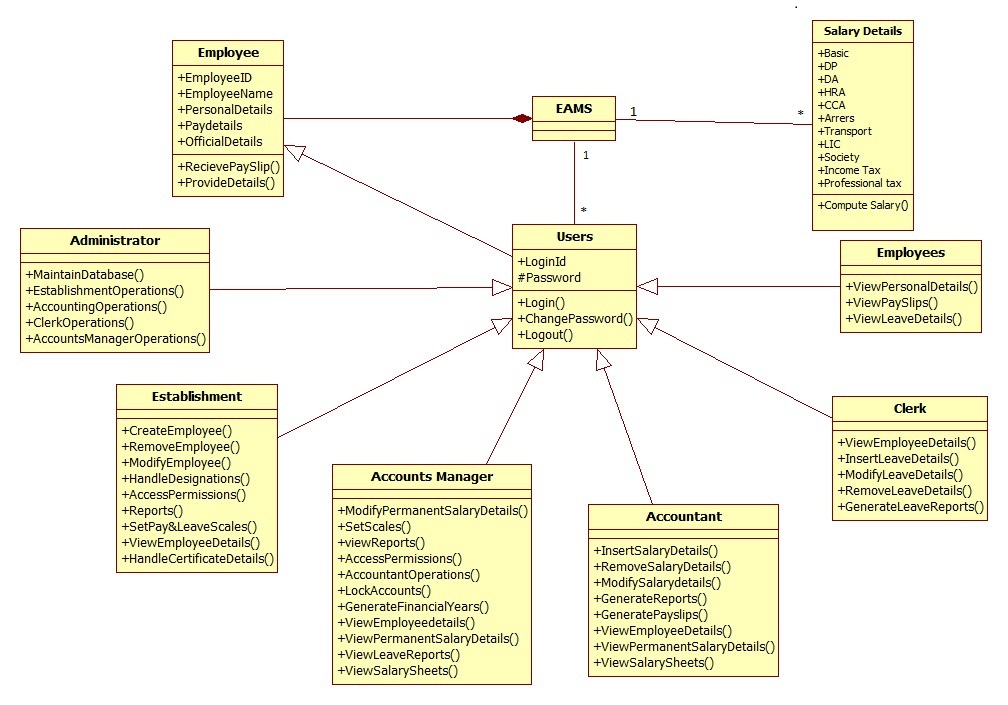 Employee
+EmployeeID
+EmployeeName
+PersonalDetails
+Paydetails
+OfficialDetails
+RecievePaySlip()
+ProvideDetails()
EAMS
1
*
1
*
Salary Details
+Basic
+DP
+DA
+HRA
+CCA
+Arrers
+Transport
+LIC
+Society
+Income Tax
+Professional tax
+Compute Salary()
Administrator
+MaintainDatabase()
+EstablishmentOperations()
+AccountingOperations()
+ClerkOperations()
+AccountsManagerOperations()
Users
+LoginId
#Password
+Login()
+ChangePassword()
+Logout()
Employees
+ViewPersonalDetails()
+ViewPaySlips()
+ViewLeaveDetails()
Establishment
+CreateEmployee()
+RemoveEmployee()
+ModifyEmployee()
+HandleDesignations()
+AccessPermissions()
+Reports()
+SetPay&LeaveScales()
+ViewEmployeeDetails()
+HandleCertificateDetails()
Accounts Manager
+ModifyPermanentSalaryDetails()
+SetScales()
+viewReports()
+AccessPermissions()
+AccountantOperations()
+LockAccounts()
+GenerateFinancialYears()
+ViewEmployeedetails()
+ViewPermanentSalaryDetails()
+ViewLeaveReports()
+ViewSalarySheets()
Accountant
+InsertSalaryDetails()
+RemoveSalaryDetails()
+ModifySalarydetails()
+GenerateReports()
+GeneratePayslips()
+ViewEmployeeDetails()
+ViewPermanentSalaryDetails()
+ViewSalarySheets()
Clerk
+ViewEmployeeDetails()
+InsertLeaveDetails()
+ModifyLeaveDetails()
+RemoveLeaveDetails()
+GenerateLeaveReports()